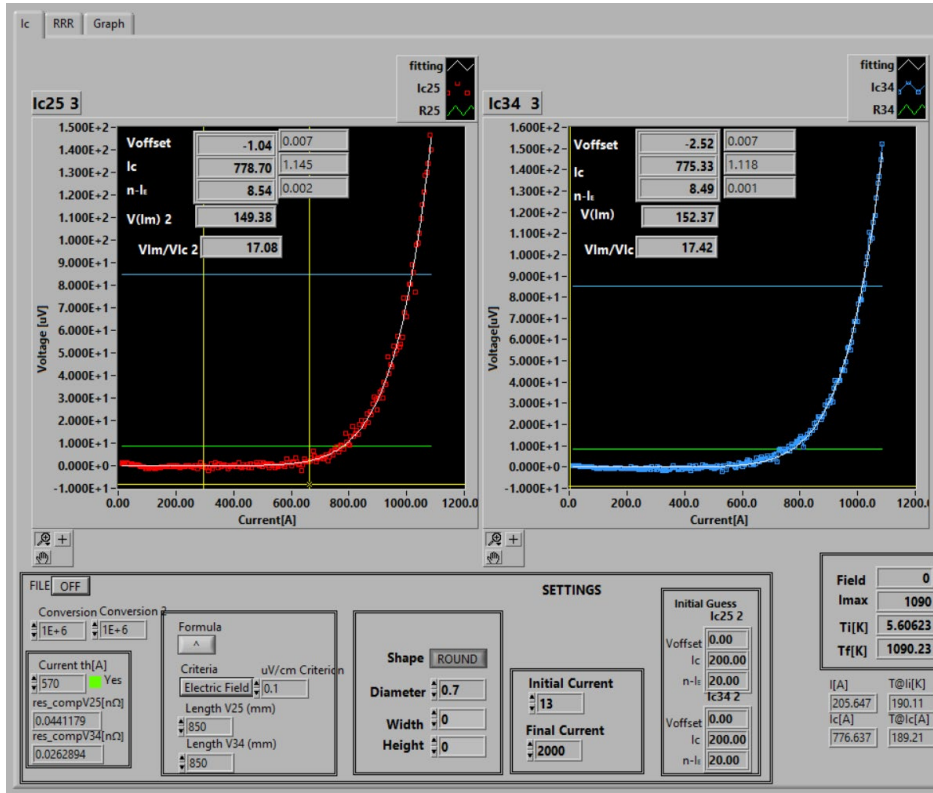 Ic RRR Graph
fitting
Ic25
R25
Ic25 3
1.500E+2
1.400E+2
1.300E+2
1.200E+2
1.100E+2
1.000E+2
9.000E+1
8.000E+1
7.000E+1
6.000E+1
5.000E+1
4.000E+1
3.000E+1
2.000E+1
1.000E+1
0.000E+0
-1.000E+1
Voltage [uV]
Voffset -1.04 0.007
Ic 778.70 1.145
n-Iε 8.54 0.002
V(Im) 2 149.38
VIm/VIc 2 17.08
0.00 200.00 400.00 600.00 800.00 1000.00 1200.0
Current[A]
fitting
Ic34
R34
Ic34 3
1.600E+2
1.500E+2
1.400E+2
1.300E+2
1.200E+2
1.100E+2
1.000E+2
9.000E+1
8.000E+1
7.000E+1
6.000E+1
5.000E+1
4.000E+1
3.000E+1
2.000E+1
1.000E+1
0.000E+0
-1.000E+1
Voltage[uV]
Voffset -2.52 0.007
Ic 775.33 1.118
n-Iε 8.49 0.001
V(Im) 152.37
VIm/VIc 17.42
0.0 200.0 400.0 600.0 800.0 1000.0 1200.0
Current[A]
FILE OFF
SETTINGS
Conversion Conversion 2
1E+6 1E+6
Current th[A]
570 Yes
res_compV25[nΩ]
0.0441179
res_compV34[nΩ]
0.0262894
Formula
^
Criteria uV/cm Criterion
Electric Field 0.1
Length V25 (mm)
850
Length V34 (mm)
850
Shape ROUND
Diameter 0.7
Width 0
Height 0
Initial Current
13
Final Current
2000
Initial Guess
Ic25 2
Voffset 0.00
Ic 200.00
n-Iε 20.00
Ic34 2
Voffset 0.00
Ic 200.00
n-Iε 20.00
Field 0
Imax 1090
Ti[K] 5.60623
Tf[K] 1090.23
I[A] T@Ii[K]
205.647 190.11
Ic[A] T@Ic[A]
776.637 189.21